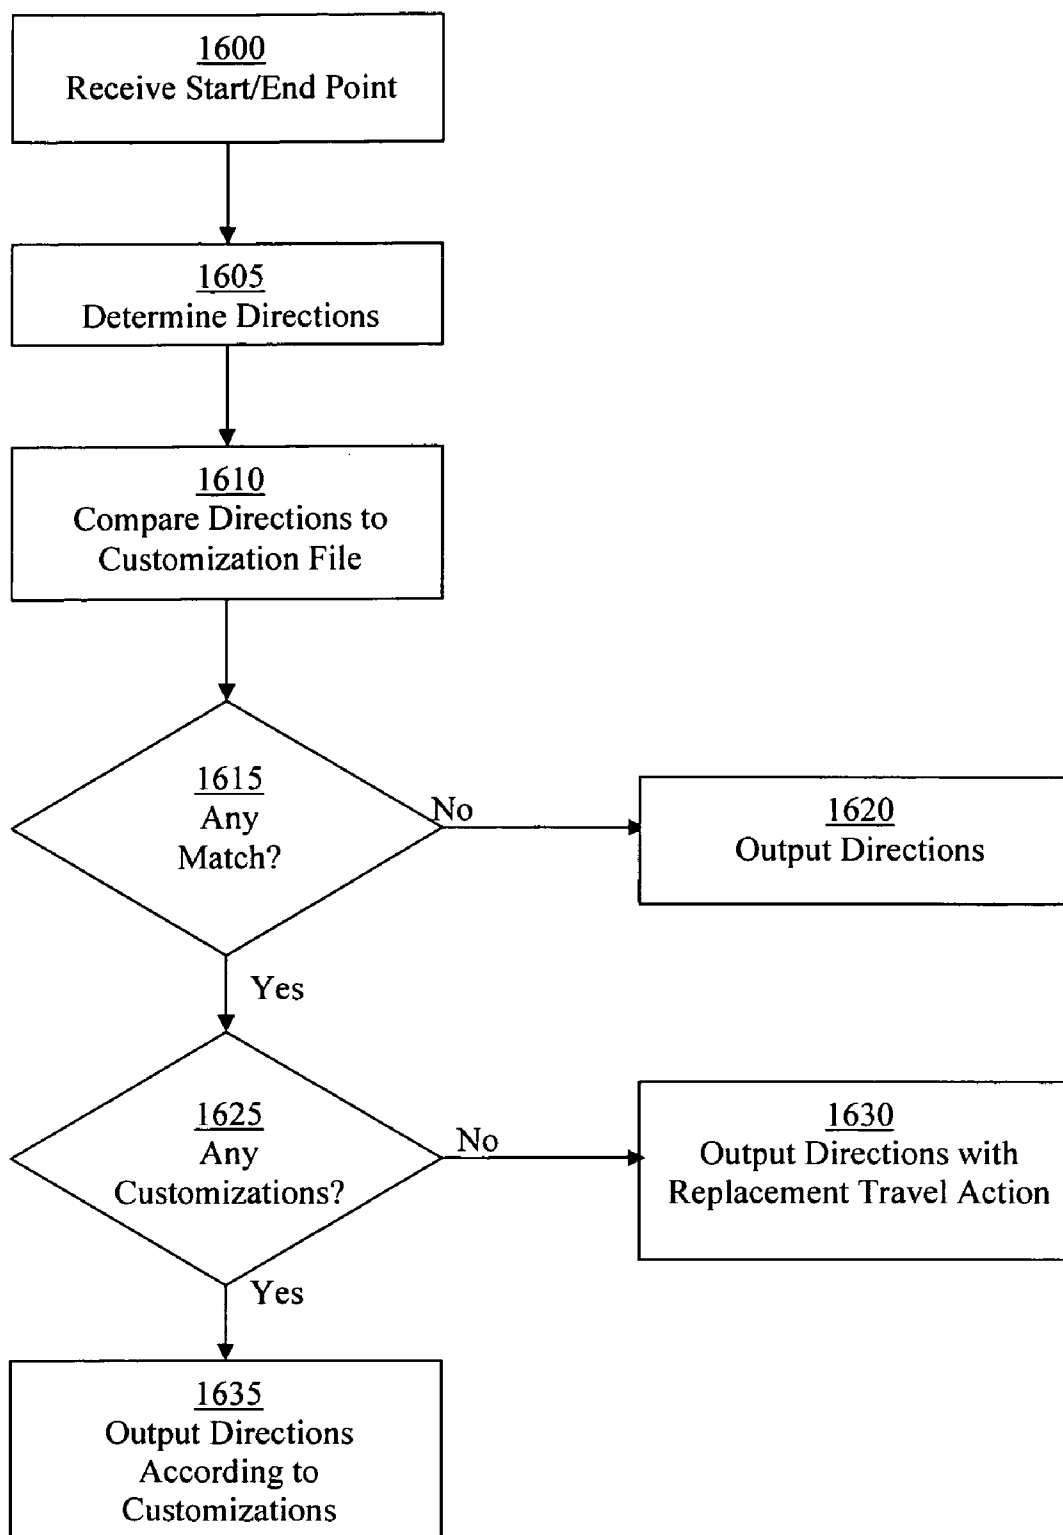 1600
Receive Start/End Point
1605
Determine Directions
1610
Compare Directions to
Customization File
1615
Any
Match?
No
1620
Output Directions
Yes
1625
Any
Customizations?
No
1630
Output Directions with
Replacement Travel Action
Yes
1635
Output Directions
According to
Customizations